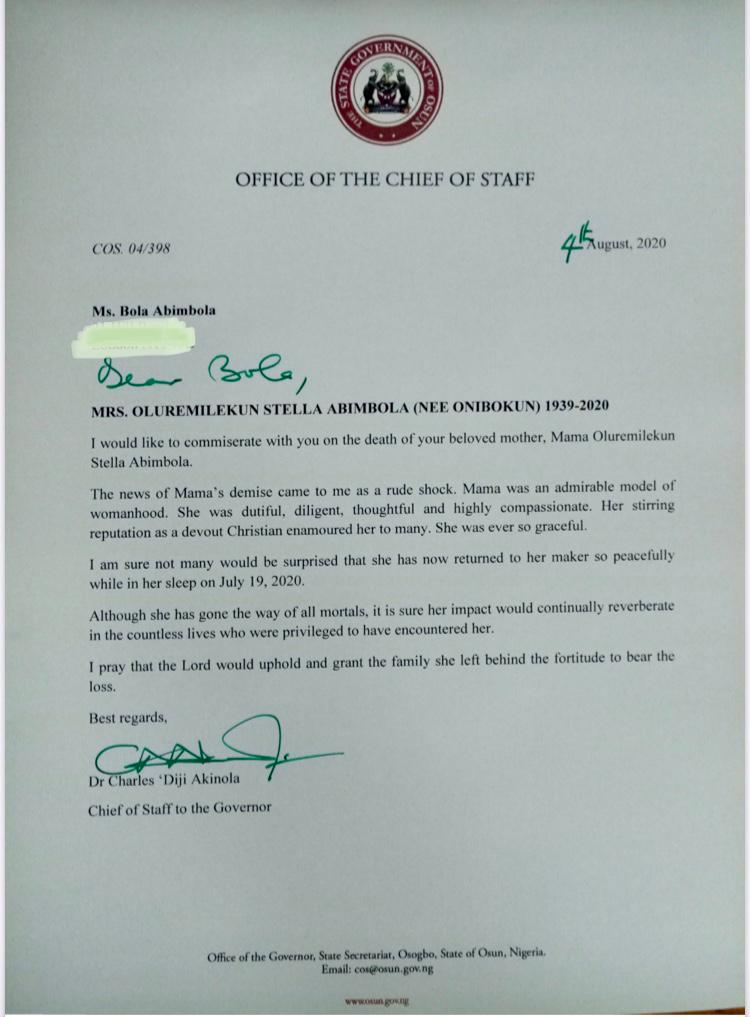 THE STATE GOVERNMENT OF OSUN
OFFICE OF THE CHIEF OF STAFF
COS. 04/398
4th August, 2020
Ms. Bola Abimbola
Dear Bola,
MRS. OLUREMILEKUN STELLA ABIMBOLA (NEE ONIBOKUN) 1939-2020
I would like to commiserate with you on the death of your beloved mother, Mama Oluremilekun
Stella Abimbola.
The news of Mama's demise came to me as a rude shock. Mama was an admirable model of
womanhood. She was dutiful, diligent, thoughtful and highly compassionate. Her stirring
reputation as a devout Christian enamoured her to many. She was ever so graceful.
I am sure not many would be surprised that she has now returned to her maker so peacefully
while in her sleep on July 19, 2020.
Although she has gone the way of all mortals, it is sure her impact would continually reverberate
in the countless lives who were privileged to have encountered her.
I pray that the Lord would uphold and grant the family she left behind the fortitude to bear the
loss.
Best regards,
Dr Charles 'Diji Akinola
Chief of Staff to the Governor
Office of the Governor, State Secretariat, Osogbo, State of Osun, Nigeria.
Email: cos@osun.gov.ng
www.osun.gov.ng